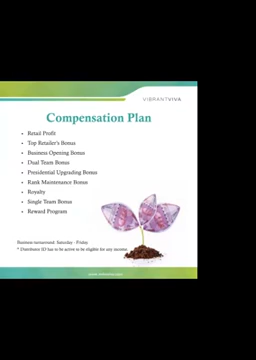 VIBRANTVIVA
Compensation Plan
• Retail Profit
• Top Retailer's Bonus
• Business Opening Bonus
• Dual Team Bonus
• Presidential Upgrading Bonus
• Rank Maintenance Bonus
• Royalty
• Single Team Bonus
• Reward Program
Business turnaround: Saturday - Friday
* Distributor ID has to be active to be eligible for any income.